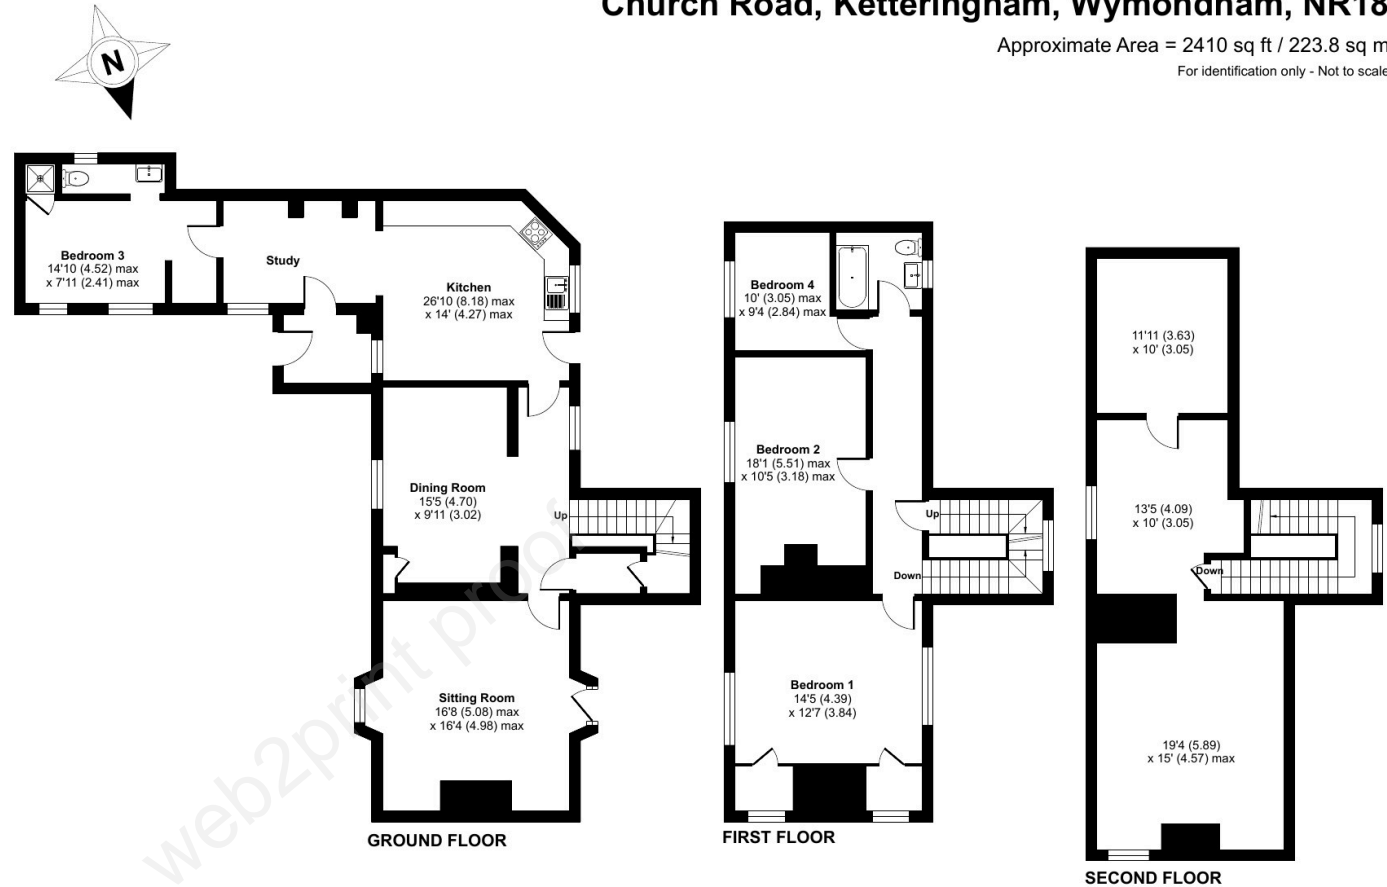 Church Road, Ketteringham, Wymondham, NR18
Approximate Area = 2410 sq ft / 223.8 sq m
For identification only - Not to scale
N
Bedroom 3
14'10 (4.52) max
x 7'11 (2.41) max
Study
Kitchen
26'10 (8.18) max
x 14' (4.27) max
Dining Room
15'5 (4.70)
x 9'11 (3.02)
Up
Sitting Room
16'8 (5.08) max
x 16'4 (4.98) max
GROUND FLOOR
Bedroom 4
10' (3.05) max
x 9'4 (2.84) max
Bedroom 2
18'1 (5.51) max
x 10'5 (3.18) max
Up
Down
Bedroom 1
14'5 (4.39)
x 12'7 (3.84)
FIRST FLOOR
11'11 (3.63)
x 10' (3.05)
13'5 (4.09)
x 10' (3.05)
Down
19'4 (5.89)
x 15' (4.57) max
SECOND FLOOR
web2print proof